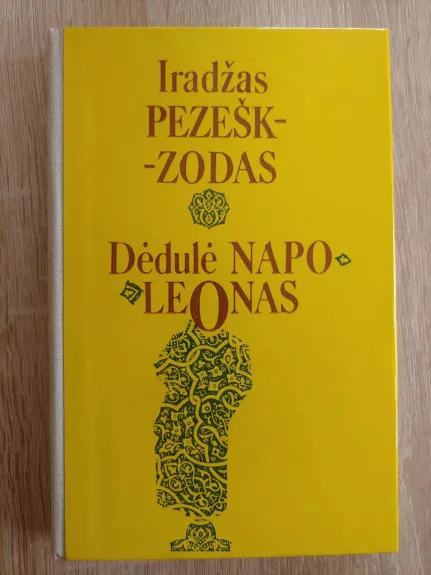 Iradžas
PEZEŠK-
-ZODAS
Dėdulė NAPO-
LEONAS